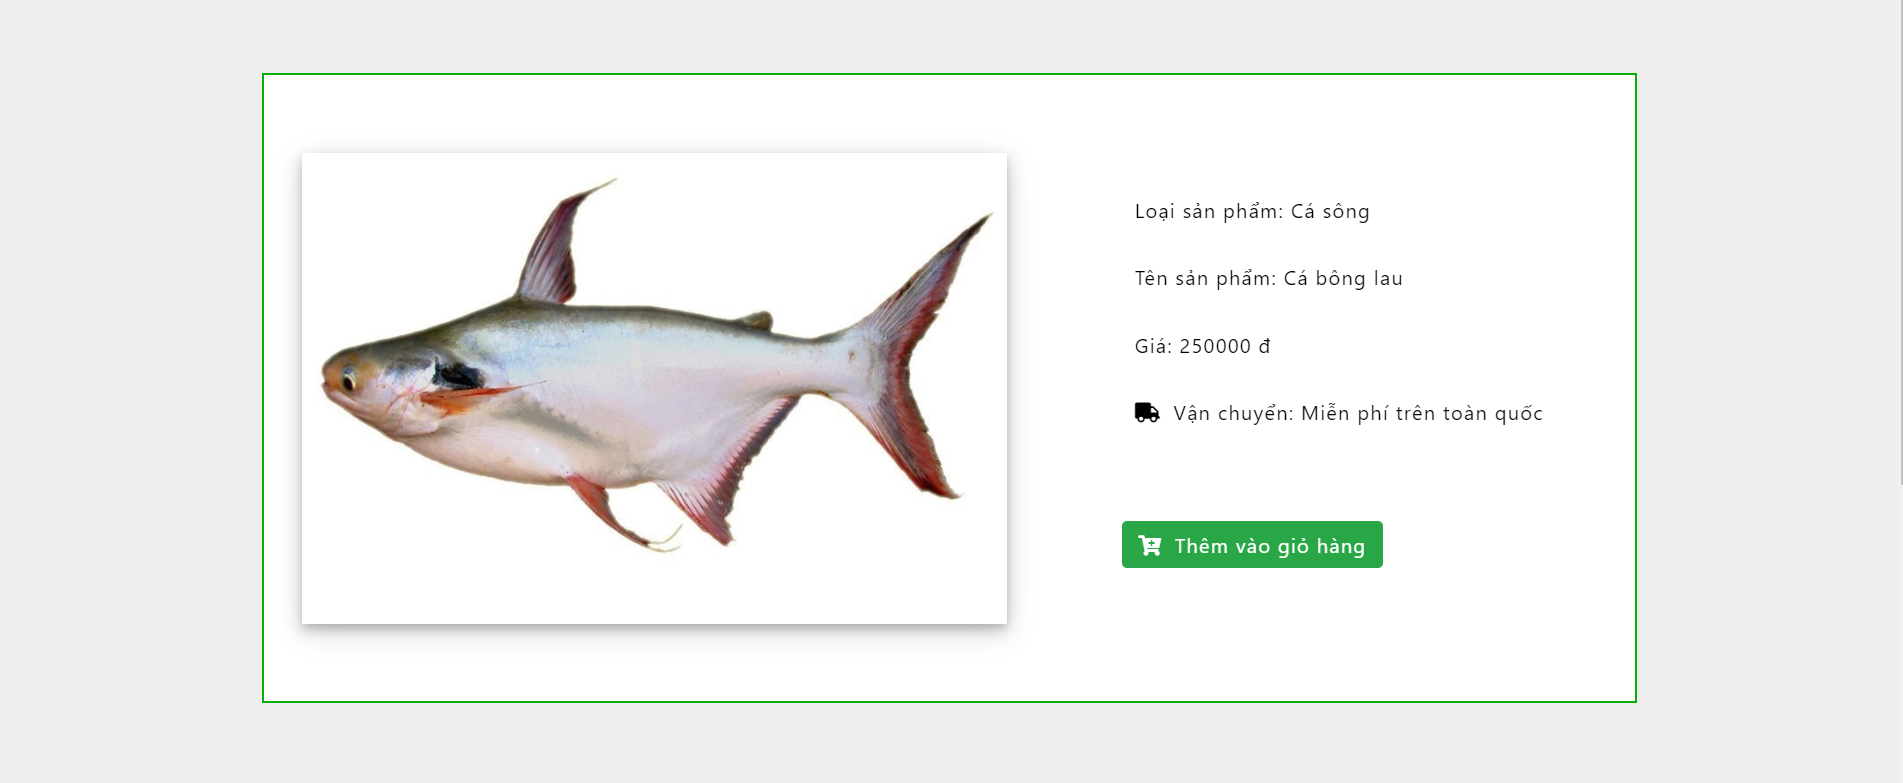 Loại sản phẩm: Cá sông
Tên sản phẩm: Cá bông lau
Giá: 250000 đ
Vận chuyển: Miễn phí trên toàn quốc
Thêm vào giỏ hàng